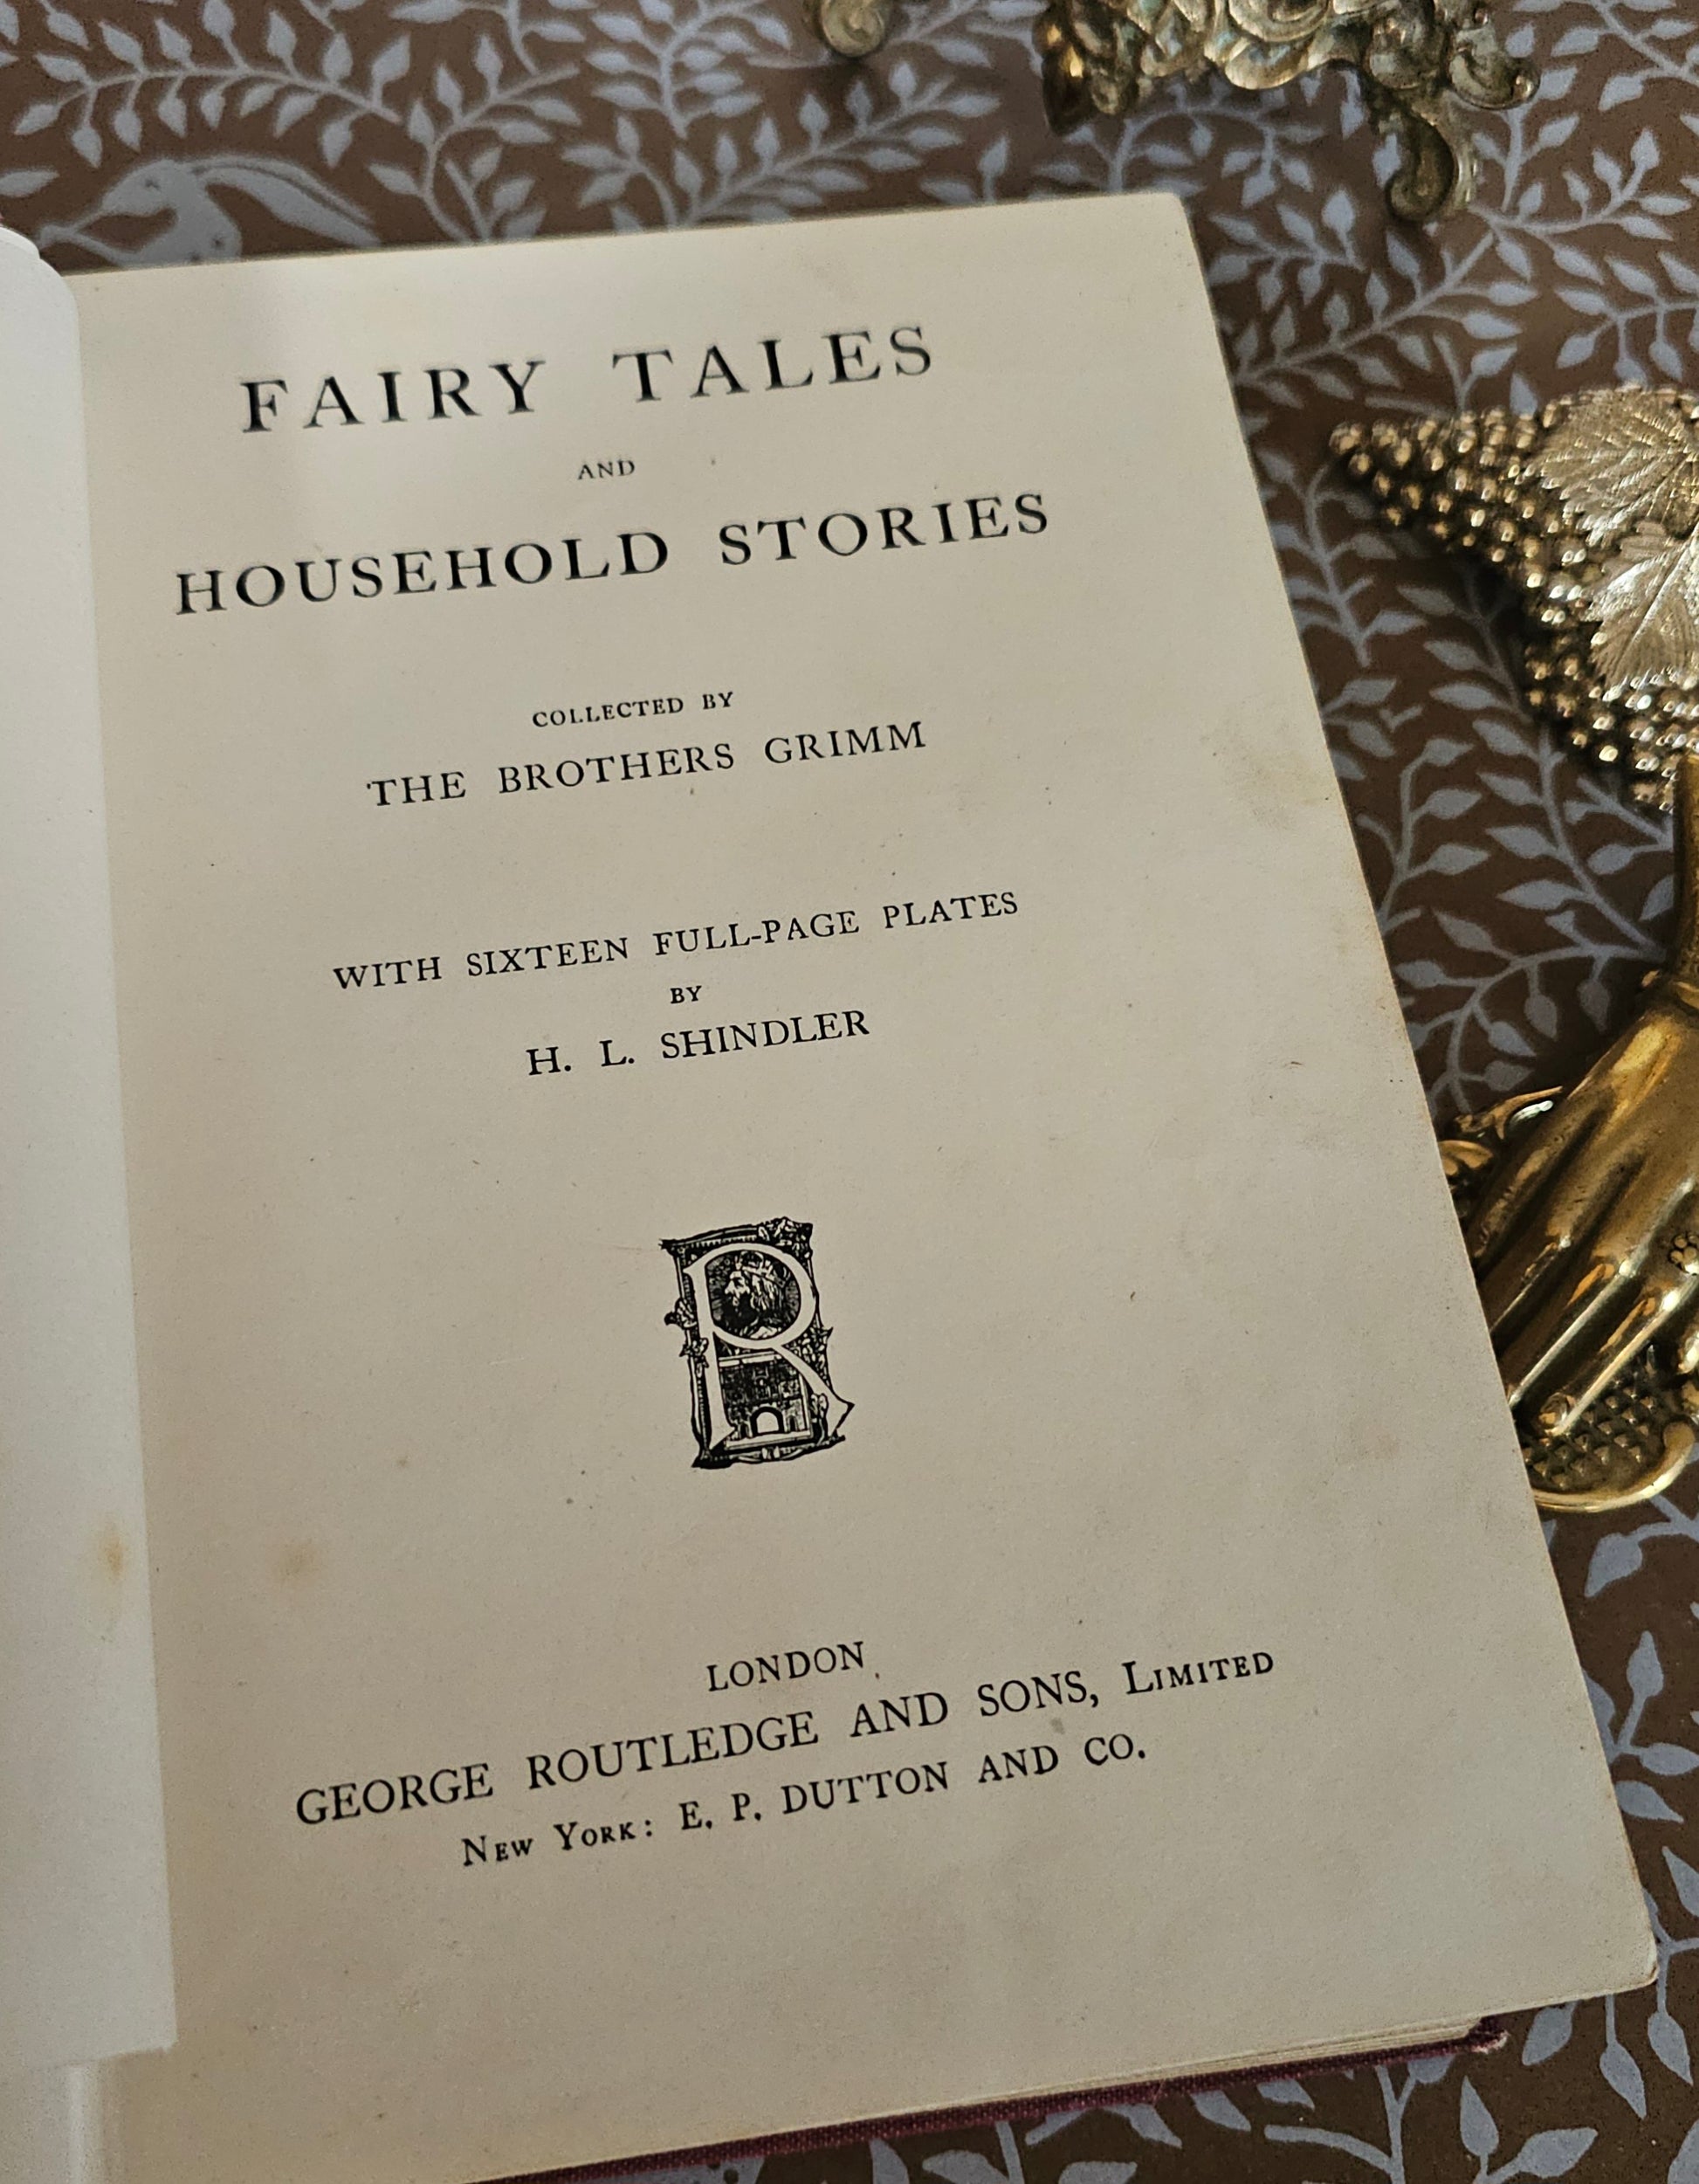 FAIRY TALES
AND
HOUSEHOLD STORIES
COLLECTED BY
THE BROTHERS GRIMM
WITH SIXTEEN FULL-PAGE PLATES
BY
H. L. SHINDLER
R
LONDON
GEORGE ROUTLEDGE AND SONS, LIMITED
NEW YORK: E. P. DUTTON AND CO.